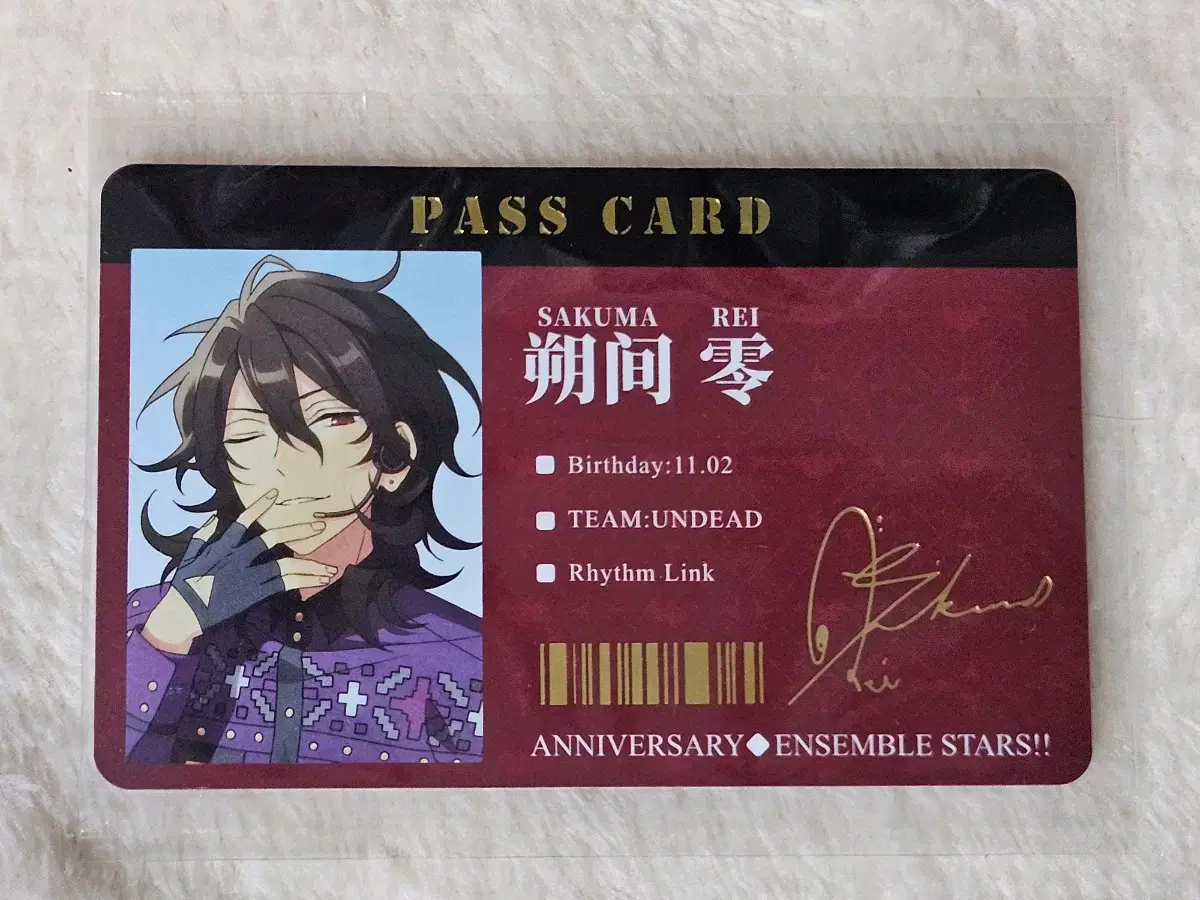 PASS CARD
SAKUMA REI
朔间 零
Birthday:11.02
TEAM:UNDEAD
Rhythm Link
ANNIVERSARY◆ENSEMBLE STARS!!